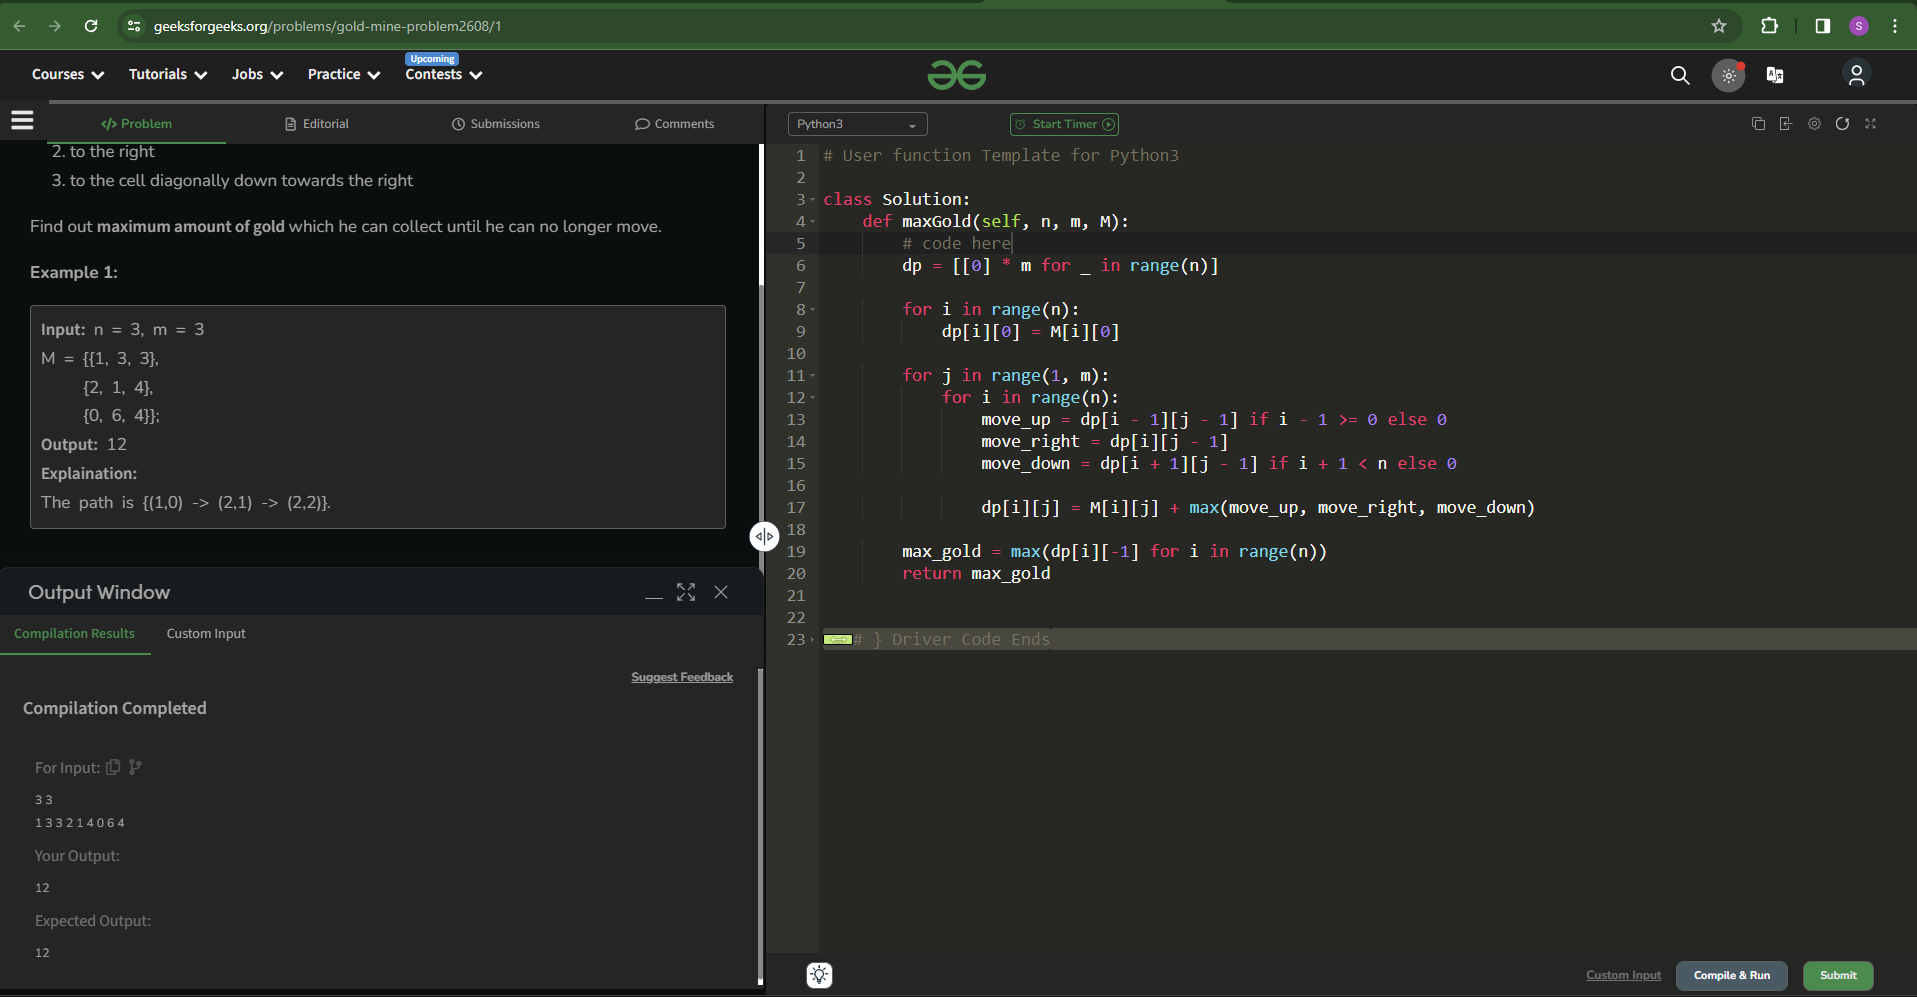 geeksforgeeks.org/problems/gold-mine-problem2608/1
S
Courses
Tutorials
Jobs
Practice
Upcoming
Contests
</> Problem
Editorial
Submissions
Comments
2. to the right
3. to the cell diagonally down towards the right
Find out maximum amount of gold which he can collect until he can no longer move.
Example 1:
Input: n = 3, m = 3
M = {{1, 3, 3},
{2, 1, 4},
{0, 6, 4}};
Output: 12
Explaination:
The path is {(1,0) -> (2,1) -> (2,2)}.
Output Window
Compilation Results
Custom Input
Suggest Feedback
Compilation Completed
For Input:
3 3
1 3 3 2 1 4 0 6 4
Your Output:
12
Expected Output:
12
Python3
Start Timer
1 # User function Template for Python3
2
3 class Solution:
4 def maxGold(self, n, m, M):
5 # code here
6 dp = [[0] * m for _ in range(n)]
7
8 for i in range(n):
9 dp[i][0] = M[i][0]
10
11 for j in range(1, m):
12 for i in range(n):
13 move_up = dp[i - 1][j - 1] if i - 1 >= 0 else 0
14 move_right = dp[i][j - 1]
15 move_down = dp[i + 1][j - 1] if i + 1 < n else 0
16
17 dp[i][j] = M[i][j] + max(move_up, move_right, move_down)
18
19 max_gold = max(dp[i][-1] for i in range(n))
20 return max_gold
21
22
23 # } Driver Code Ends
Custom Input
Compile & Run
Submit